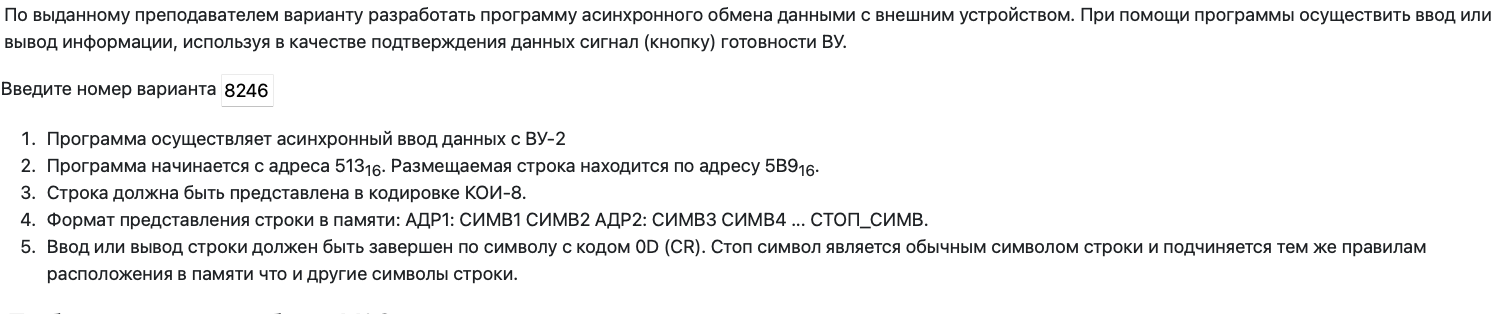 По выданному преподавателем варианту разработать программу асинхронного обмена данными с внешним устройством. При помощи программы осуществить ввод или
вывод информации, используя в качестве подтверждения данных сигнал (кнопку) готовности ВУ.
Введите номер варианта 8246
1. Программа осуществляет асинхронный ввод данных с ВУ-2
2. Программа начинается с адреса 513₁₆. Размещаемая строка находится по адресу 5B9₁₆.
3. Строка должна быть представлена в кодировке КОИ-8.
4. Формат представления строки в памяти: АДР1: СИМВ1 СИМВ2 АДР2: СИМВ3 СИМВ4 ... СТОП_СИМВ.
5. Ввод или вывод строки должен быть завершен по символу с кодом 0D (CR). Стоп символ является обычным символом строки и подчиняется тем же правилам
расположения в памяти что и другие символы строки.